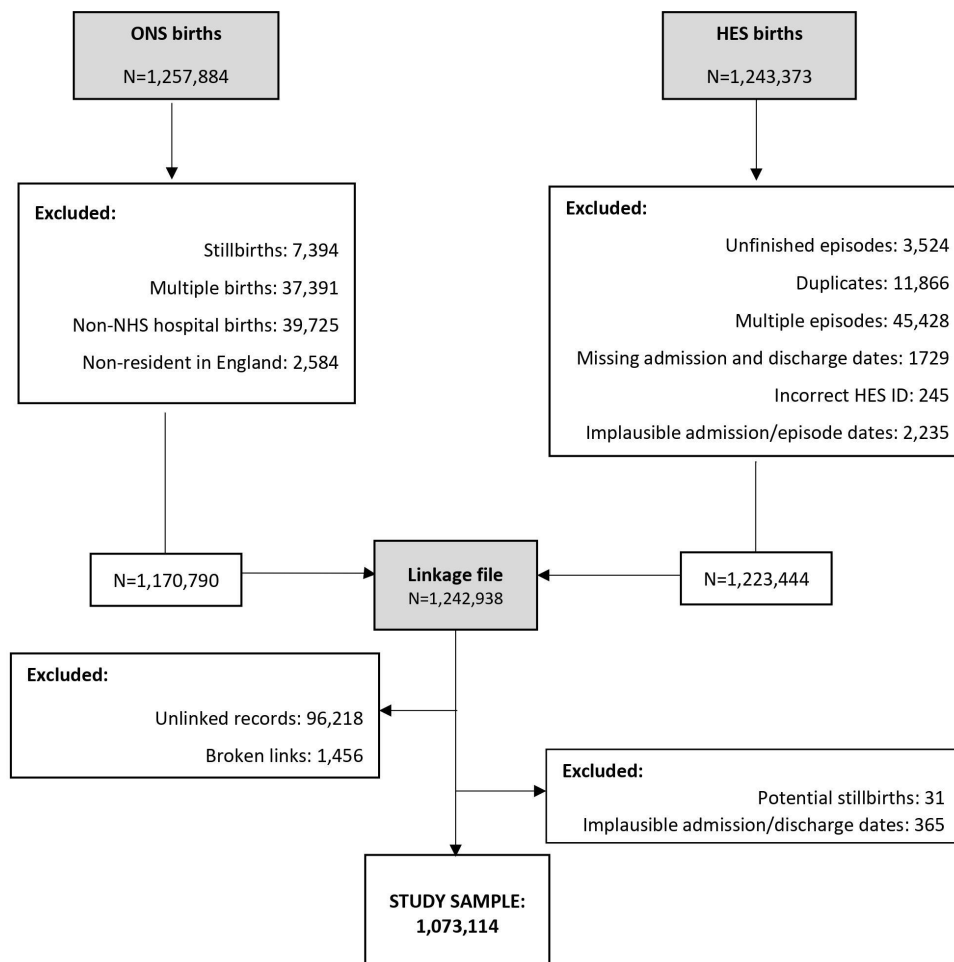 ONS births
N=1,257,884
HES births
N=1,243,373
Excluded:
Stillbirths: 7,394
Multiple births: 37,391
Non-NHS hospital births: 39,725
Non-resident in England: 2,584
Excluded:
Unfinished episodes: 3,524
Duplicates: 11,866
Multiple episodes: 45,428
Missing admission and discharge dates: 1729
Incorrect HES ID: 245
Implausible admission/episode dates: 2,235
N=1,170,790
Linkage file
N=1,242,938
N=1,223,444
Excluded:
Unlinked records: 96,218
Broken links: 1,456
Excluded:
Potential stillbirths: 31
Implausible admission/discharge dates: 365
STUDY SAMPLE:
1,073,114